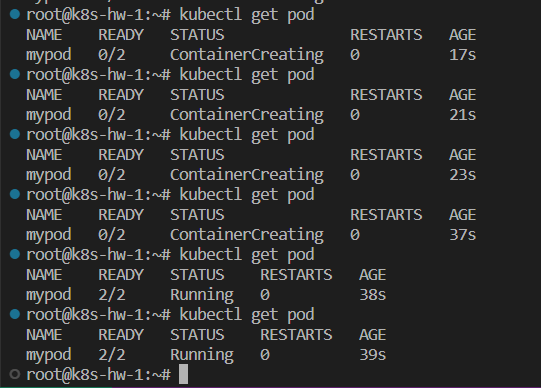 root@k8s-hw-1:~# kubectl get pod
NAME    READY   STATUS              RESTARTS   AGE
mypod   0/2     ContainerCreating   0          17s
root@k8s-hw-1:~# kubectl get pod
NAME    READY   STATUS              RESTARTS   AGE
mypod   0/2     ContainerCreating   0          21s
root@k8s-hw-1:~# kubectl get pod
NAME    READY   STATUS              RESTARTS   AGE
mypod   0/2     ContainerCreating   0          23s
root@k8s-hw-1:~# kubectl get pod
NAME    READY   STATUS              RESTARTS   AGE
mypod   0/2     ContainerCreating   0          37s
root@k8s-hw-1:~# kubectl get pod
NAME    READY   STATUS    RESTARTS   AGE
mypod   2/2     Running   0          38s
root@k8s-hw-1:~# kubectl get pod
NAME    READY   STATUS    RESTARTS   AGE
mypod   2/2     Running   0          39s
root@k8s-hw-1:~#